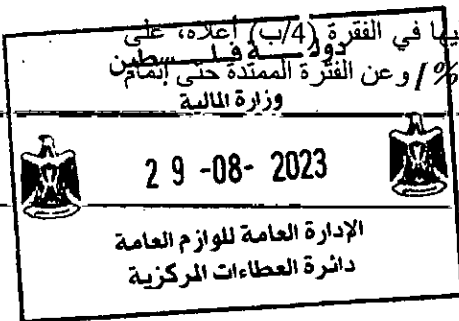 يها في الفقرة (4/ب) أعلاه، على
دولة فلسطين
% / وعن الفترة الممتدة حتى إتمام
وزارة المالية
29-08-2023
الإدارة العامة للوازم العامة
دائرة العطاءات المركزية